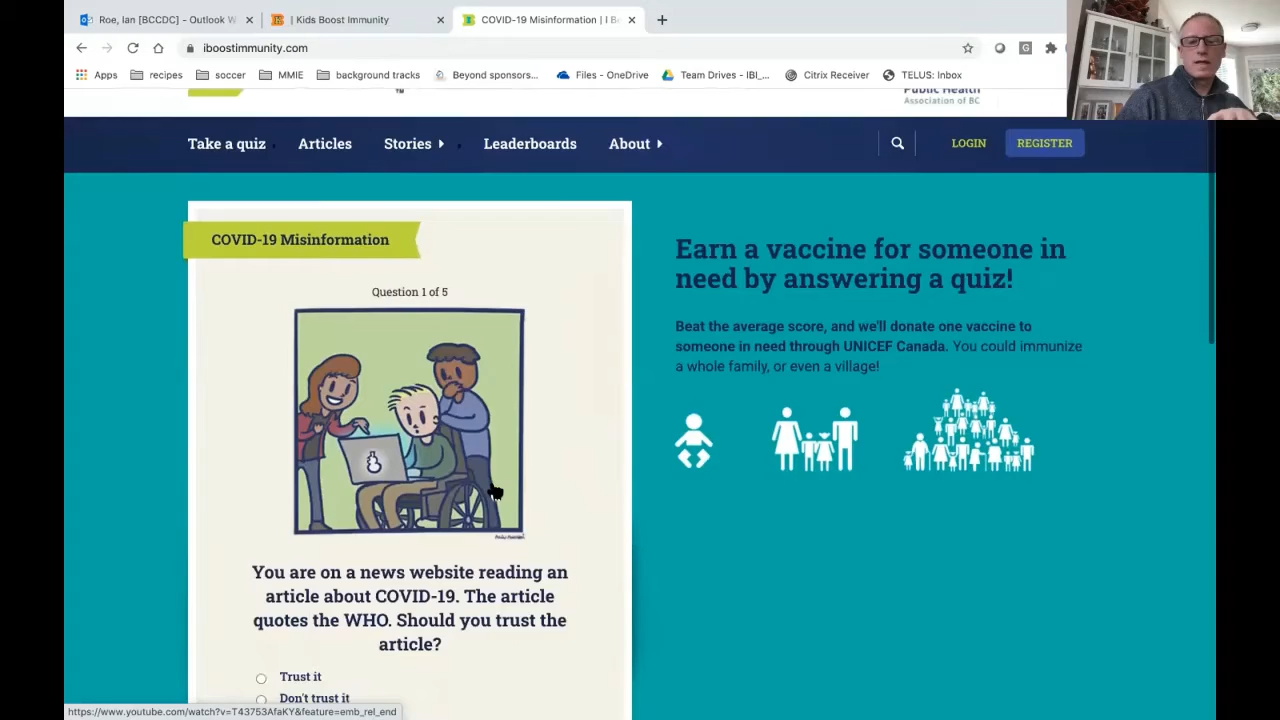 Roe, Ian [BCCDC] - Outlook W
| Kids Boost Immunity
COVID-19 Misinformation | I B
iboostimmunity.com
Apps
recipes
soccer
MMIE
background tracks
Beyond sponsors...
Files - OneDrive
Team Drives - IBI_...
Citrix Receiver
TELUS: Inbox
Public Health
Association of BC
Take a quiz
Articles
Stories
Leaderboards
About
LOGIN
REGISTER
COVID-19 Misinformation
Question 1 of 5
You are on a news website reading an
article about COVID-19. The article
quotes the WHO. Should you trust the
article?
Trust it
Don't trust it
Earn a vaccine for someone in
need by answering a quiz!
Beat the average score, and we'll donate one vaccine to
someone in need through UNICEF Canada. You could immunize
a whole family, or even a village!
https://www.youtube.com/watch?v=T43753AfaKY&feature=emb_rel_end